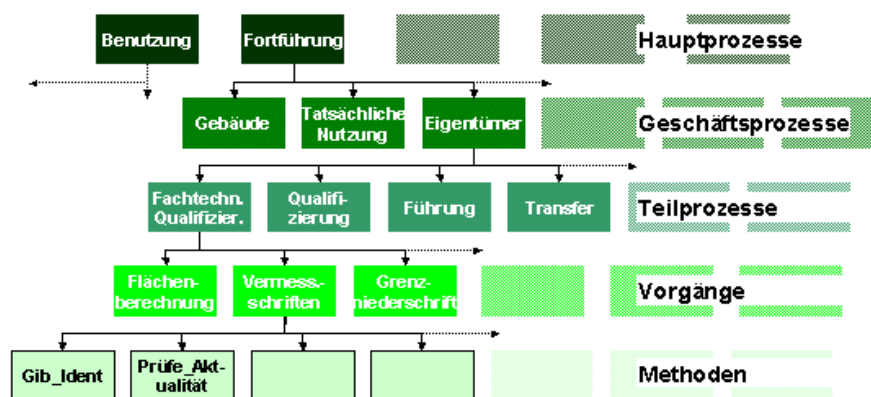 Benutzung
Fortführung
Hauptprozesse
Gebäude
Tatsächliche
Nutzung
Eigentümer
Geschäftsprozesse
Fachtechn.
Qualifizier.
Qualifi-
zierung
Führung
Transfer
Teilprozesse
Flächen-
berechnung
Vermess.-
schriften
Grenz-
niederschrift
Vorgänge
Gib_Ident
Prüfe_Akt-
ualität
Methoden